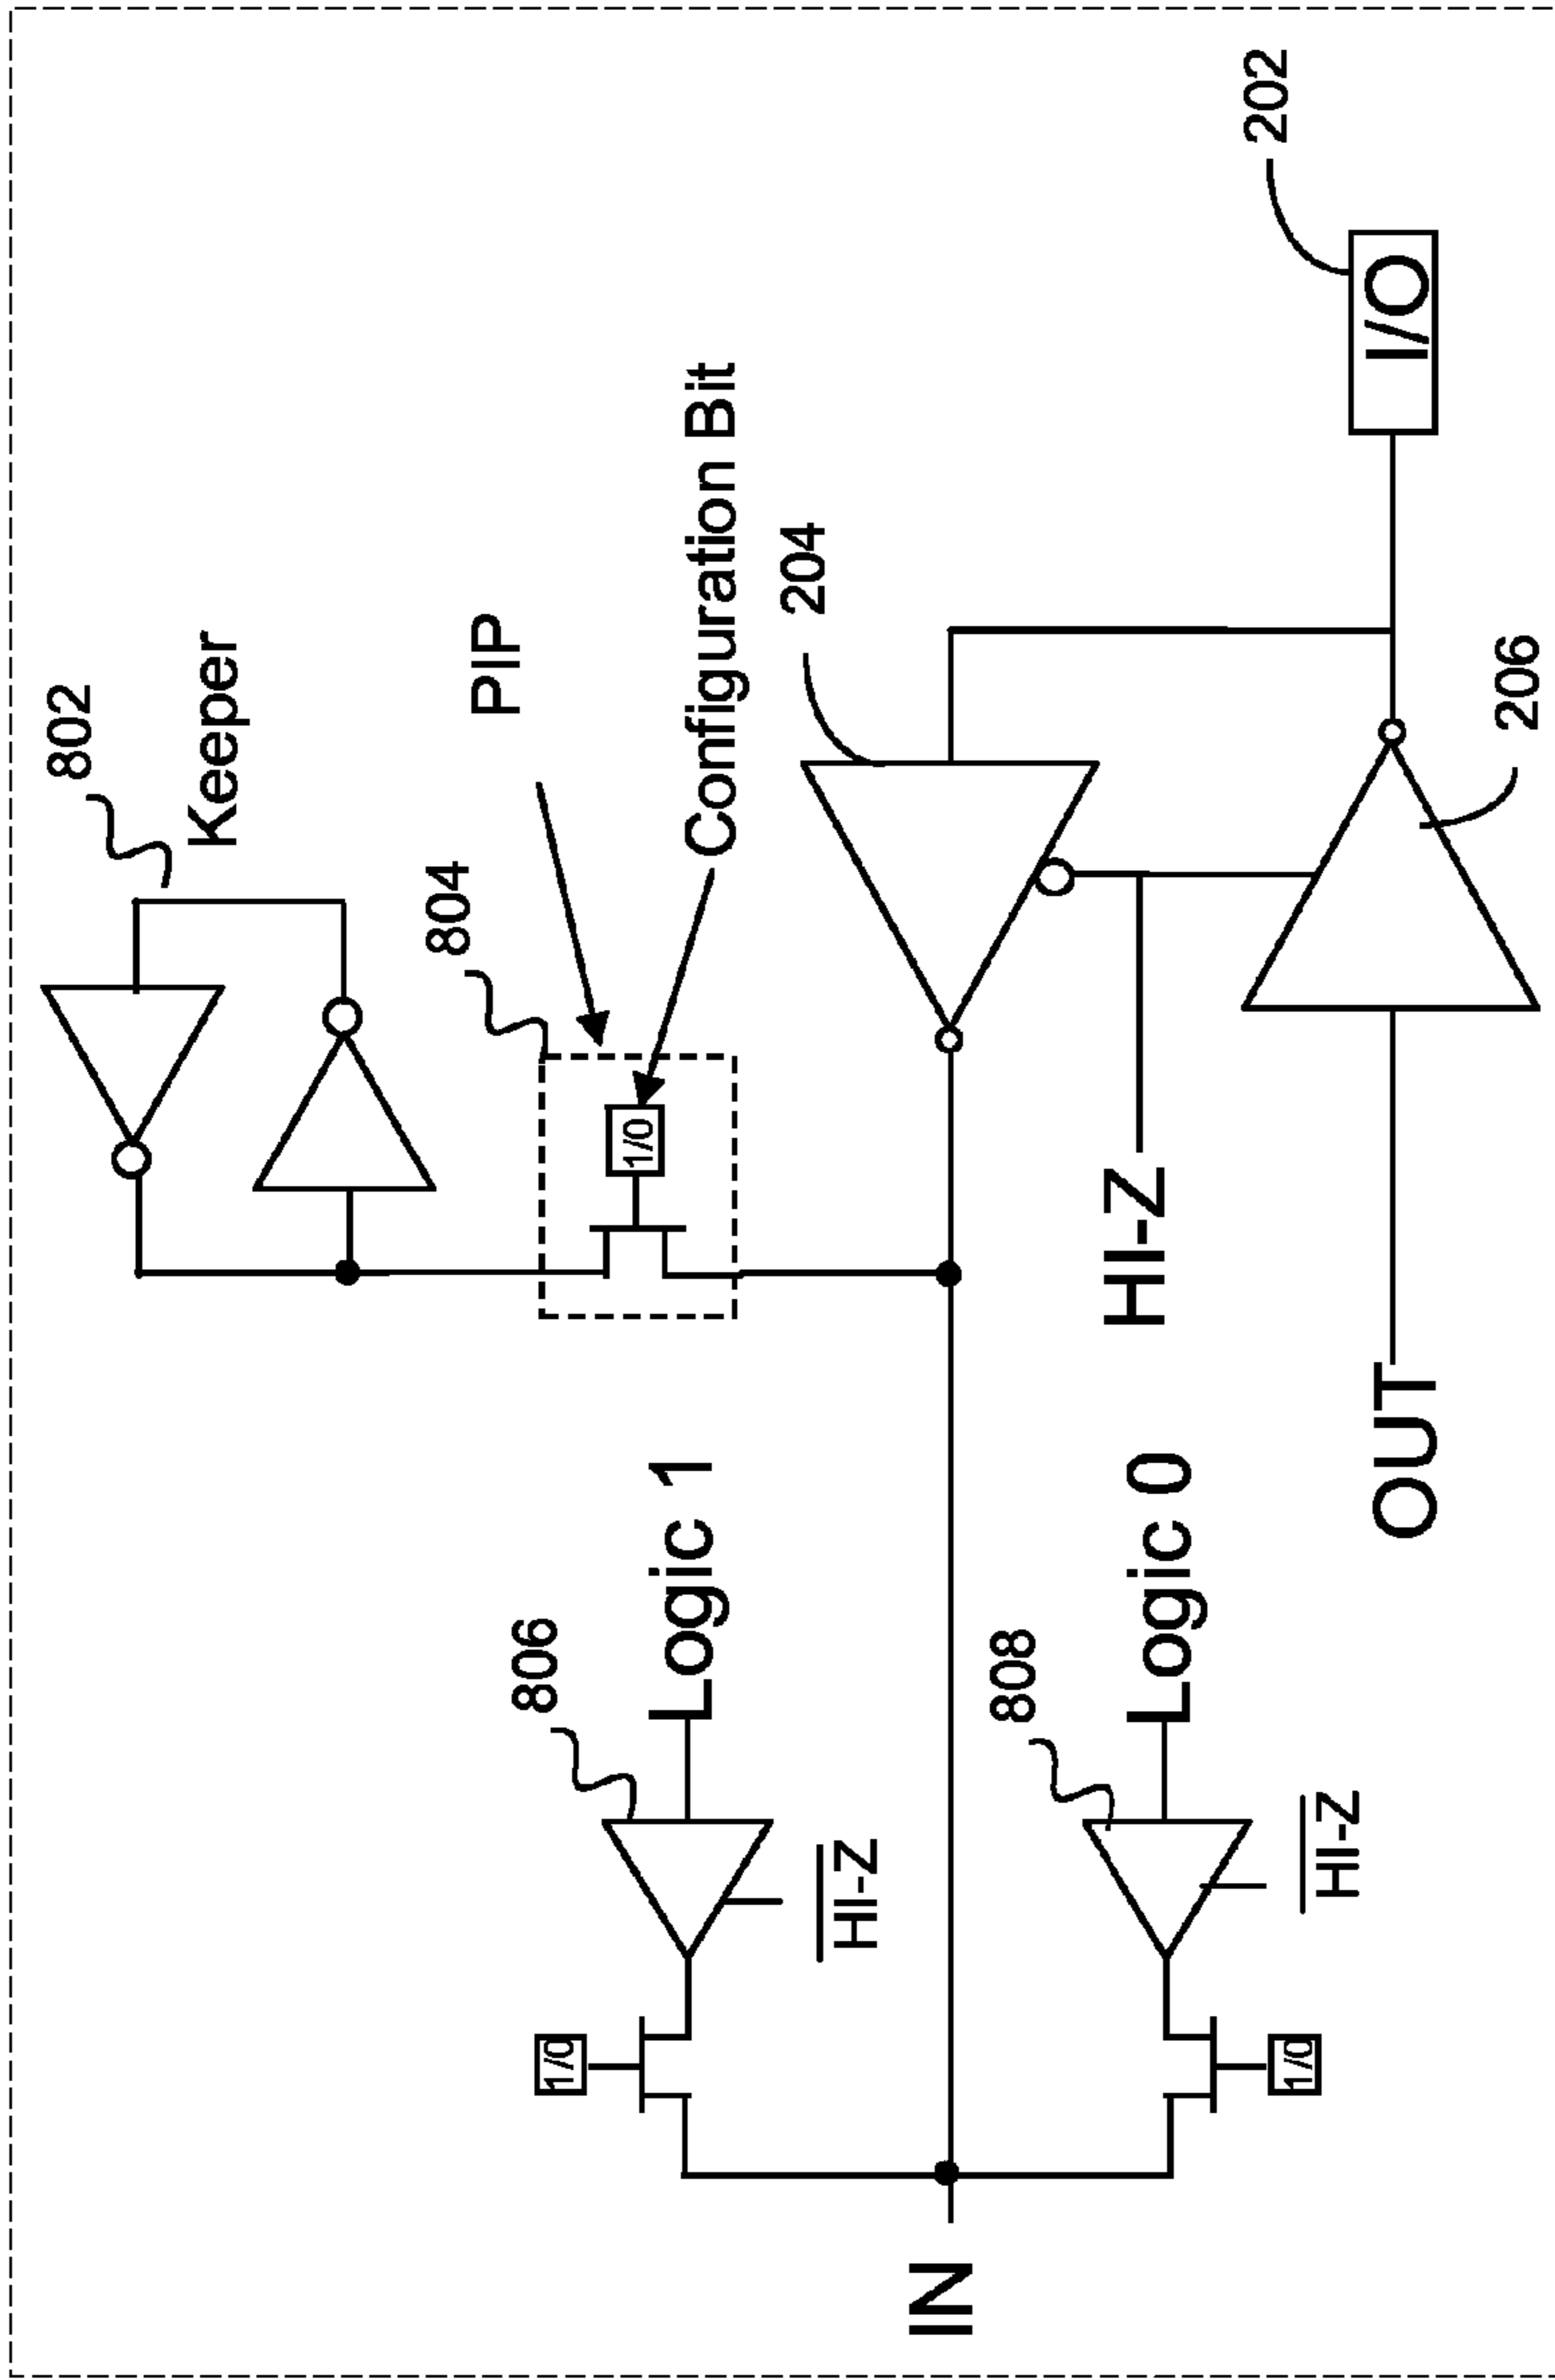 802
Keeper
804
PIP
Configuration Bit
1/0
806
Logic 1
1/0
HI-Z
204
IN
808
Logic 0
HI-Z
1/0
HI-Z
202
I/O
OUT
206